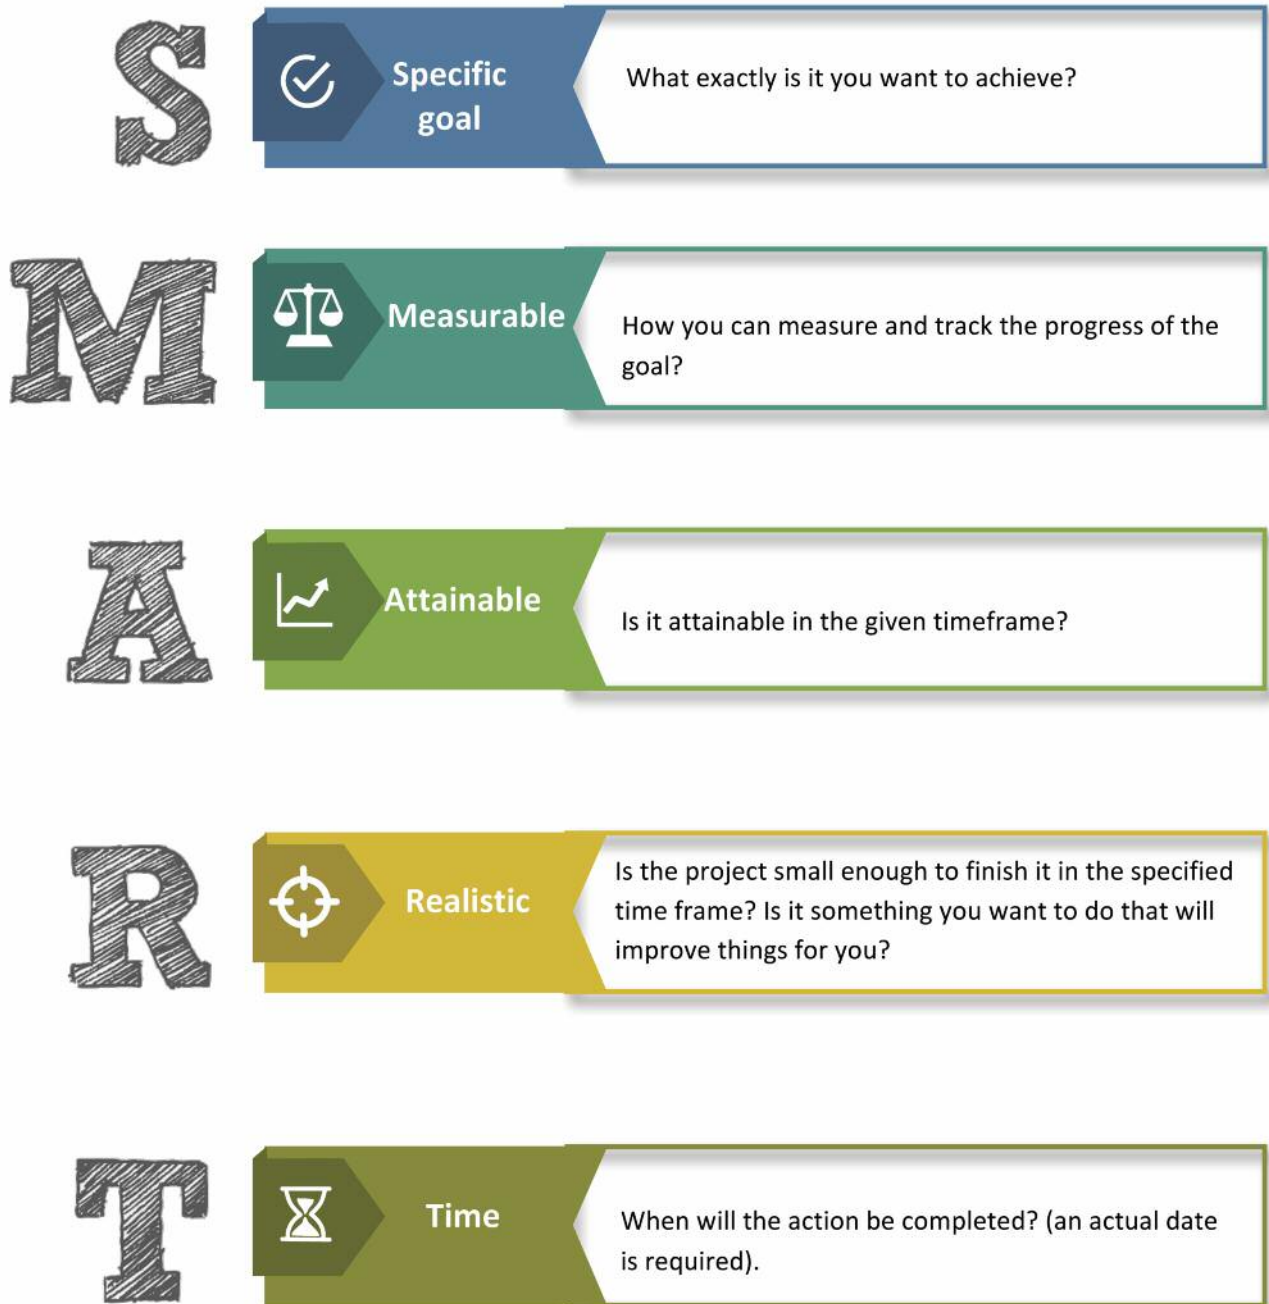 S
Specific
goal
What exactly is it you want to achieve?
M
Measurable
How you can measure and track the progress of the
goal?
A
Attainable
Is it attainable in the given timeframe?
R
Realistic
Is the project small enough to finish it in the specified
time frame? Is it something you want to do that will
improve things for you?
T
Time
When will the action be completed? (an actual date
is required).